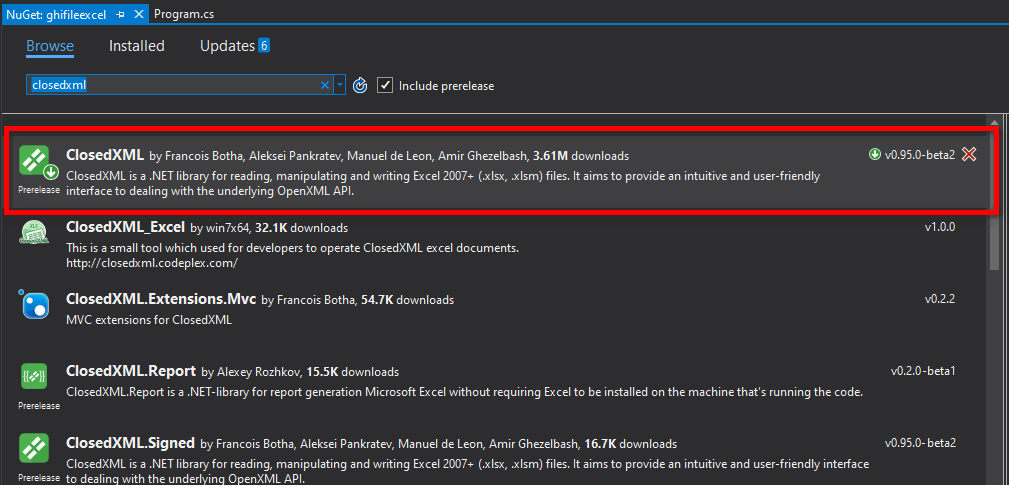 NuGet: ghifileexcel
Program.cs
Browse Installed Updates 6
closedxml
Include prerelease
ClosedXML by Francois Botha, Aleksei Pankratev, Manuel de Leon, Amir Ghezelbash, 3.61M downloads v0.95.0-beta2
ClosedXML is a .NET library for reading, manipulating and writing Excel 2007+ (.xlsx, .xlsm) files. It aims to provide an intuitive and user-friendly
Prerelease interface to dealing with the underlying OpenXML API.
ClosedXML_Excel by win7x64, 32.1K downloads v1.0.0
This is a small tool which used for developers to operate ClosedXML excel documents.
http://closedxml.codeplex.com/
ClosedXML.Extensions.Mvc by Francois Botha, 54.7K downloads v0.2.2
MVC extensions for ClosedXML
ClosedXML.Report by Alexey Rozhkov, 15.5K downloads v0.2.0-beta1
ClosedXML.Report is a .NET-library for report generation Microsoft Excel without requiring Excel to be installed on the machine that's running the code.
Prerelease
ClosedXML.Signed by Francois Botha, Aleksei Pankratev, Manuel de Leon, Amir Ghezelbash, 16.7K downloads v0.95.0-beta2
ClosedXML is a .NET library for reading, manipulating and writing Excel 2007+ (.xlsx, .xlsm) files. It aims to provide an intuitive and user-friendly interface
Prerelease to dealing with the underlying OpenXML API.